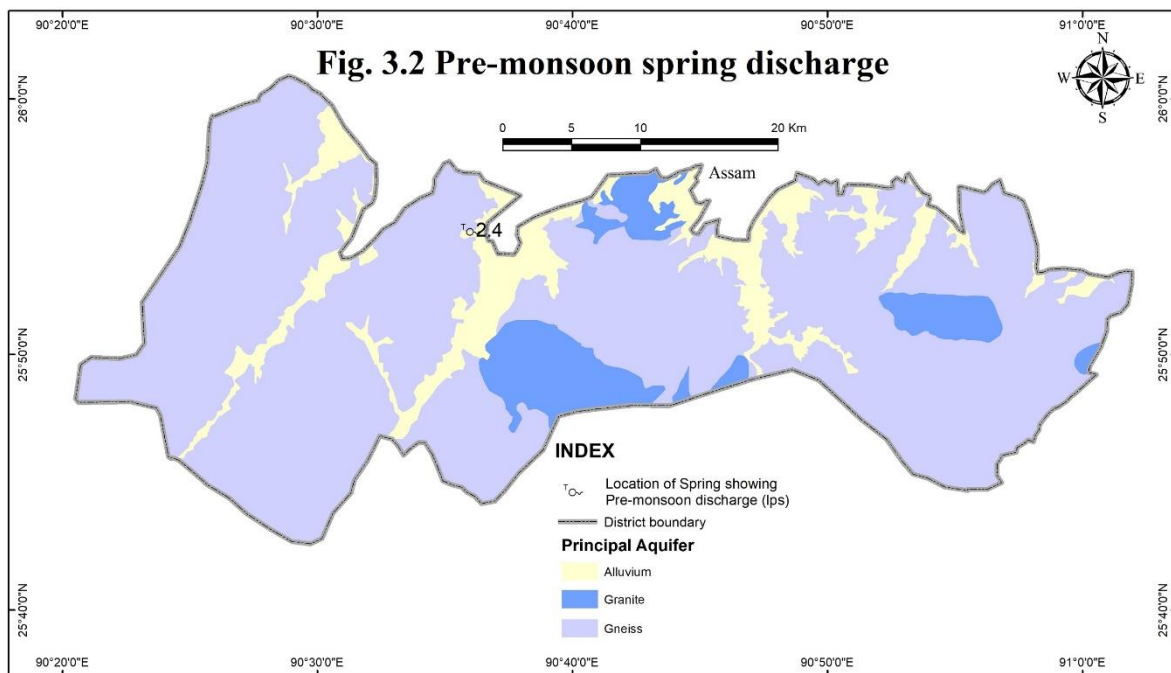 90°20'0"E 90°30'0"E 90°40'0"E 90°50'0"E 91°0'0"E
Fig. 3.2 Pre-monsoon spring discharge
N
W E
S
26°0'0"N 26°0'0"N
0 5 10 20 Km
Assam
T 2.4
25°50'0"N 25°50'0"N
INDEX
T Location of Spring showing
Pre-monsoon discharge (lps)
District boundary
Principal Aquifer
Alluvium
25°40'0"N 25°40'0"N
Granite
Gneiss
90°20'0"E 90°30'0"E 90°40'0"E 90°50'0"E 91°0'0"E